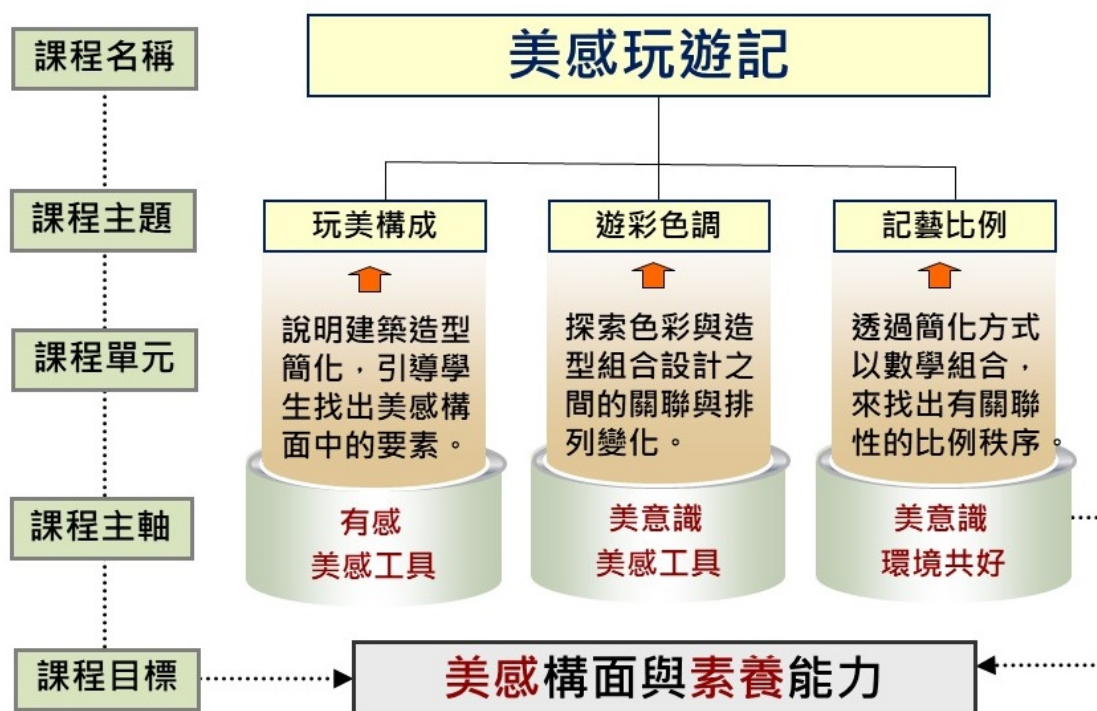 課程名稱
美感玩遊記
課程主題
玩美構成
遊彩色調
記藝比例
課程單元
說明建築造型
簡化，引導學
生找出美感構
面中的要素。
探索色彩與造
型組合設計之
間的關聯與排
列變化。
透過簡化方式
以數學組合，
來找出有關聯
性的比例秩序。
課程主軸
有感
美感工具
美意識
美感工具
美意識
環境共好
課程目標
美感構面與素養能力